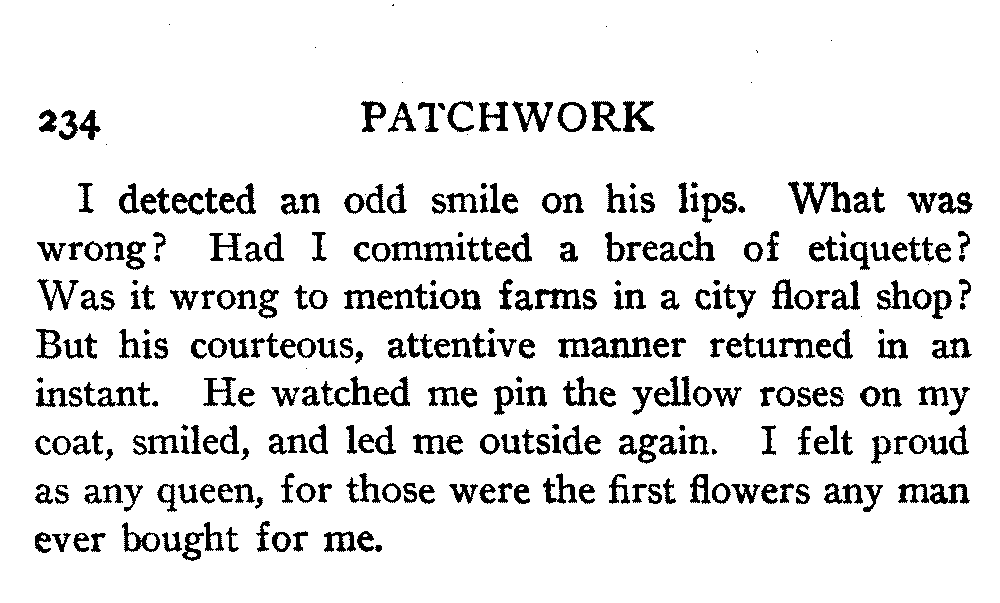 234 PATCHWORK
I detected an odd smile on his lips. What was
wrong? Had I committed a breach of etiquette?
Was it wrong to mention farms in a city floral shop?
But his courteous, attentive manner returned in an
instant. He watched me pin the yellow roses on my
coat, smiled, and led me outside again. I felt proud
as any queen, for those were the first flowers any man
ever bought for me.